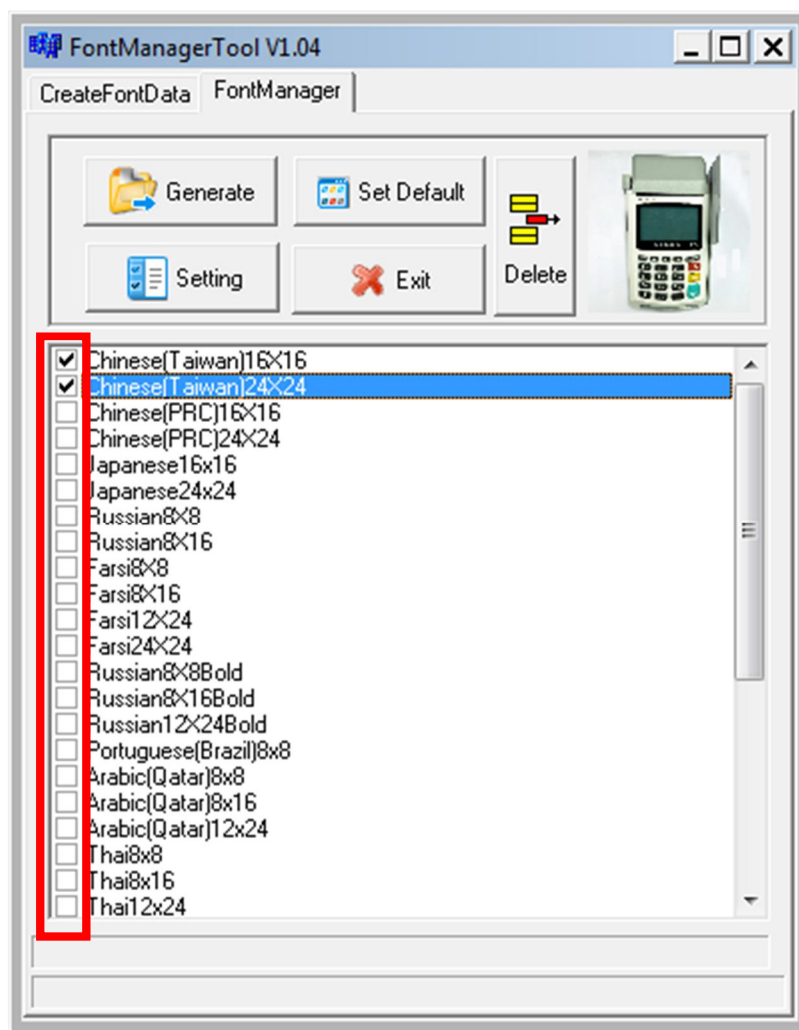 FontManagerTool V1.04
CreateFontData FontManager
Generate
Set Default
Setting
Exit
Delete
Chinese(Taiwan)16X16
Chinese(Taiwan)24X24
Chinese(PRC)16X16
Chinese(PRC)24X24
Japanese16x16
Japanese24x24
Russian8X8
Russian8X16
Farsi8X8
Farsi8X16
Farsi12X24
Farsi24X24
Russian8X8Bold
Russian8X16Bold
Russian12X24Bold
Portuguese(Brazil)8x8
Arabic(Qatar)8x8
Arabic(Qatar)8x16
Arabic(Qatar)12x24
Thai8x8
Thai8x16
Thai12x24